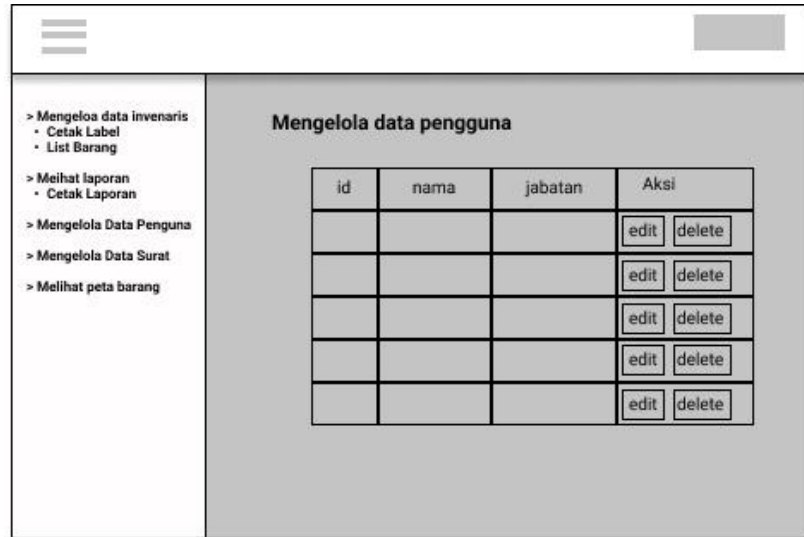 > Mengeloa data invenaris
• Cetak Label
• List Barang
> Meihat laporan
• Cetak Laporan
> Mengelola Data Penguna
> Mengelola Data Surat
> Melihat peta barang
Mengelola data pengguna
id nama jabatan Aksi
edit delete
edit delete
edit delete
edit delete
edit delete